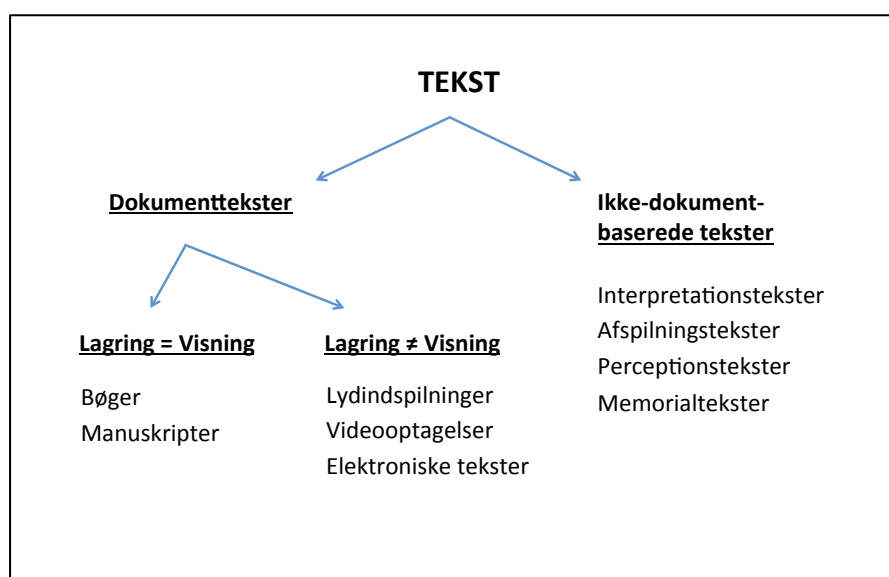 TEKST
Dokumenttekster
Lagring = Visning
Bøger
Manuskripter
Lagring ≠ Visning
Lydindspilninger
Videooptagelser
Elektroniske tekster
Ikke-dokument-
baserede tekster
Interpretationstekster
Afspilningstekster
Perceptionstekster
Memorialtekster